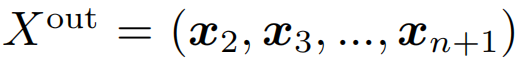 X^out = (x_2, x_3, ..., x_{n+1})